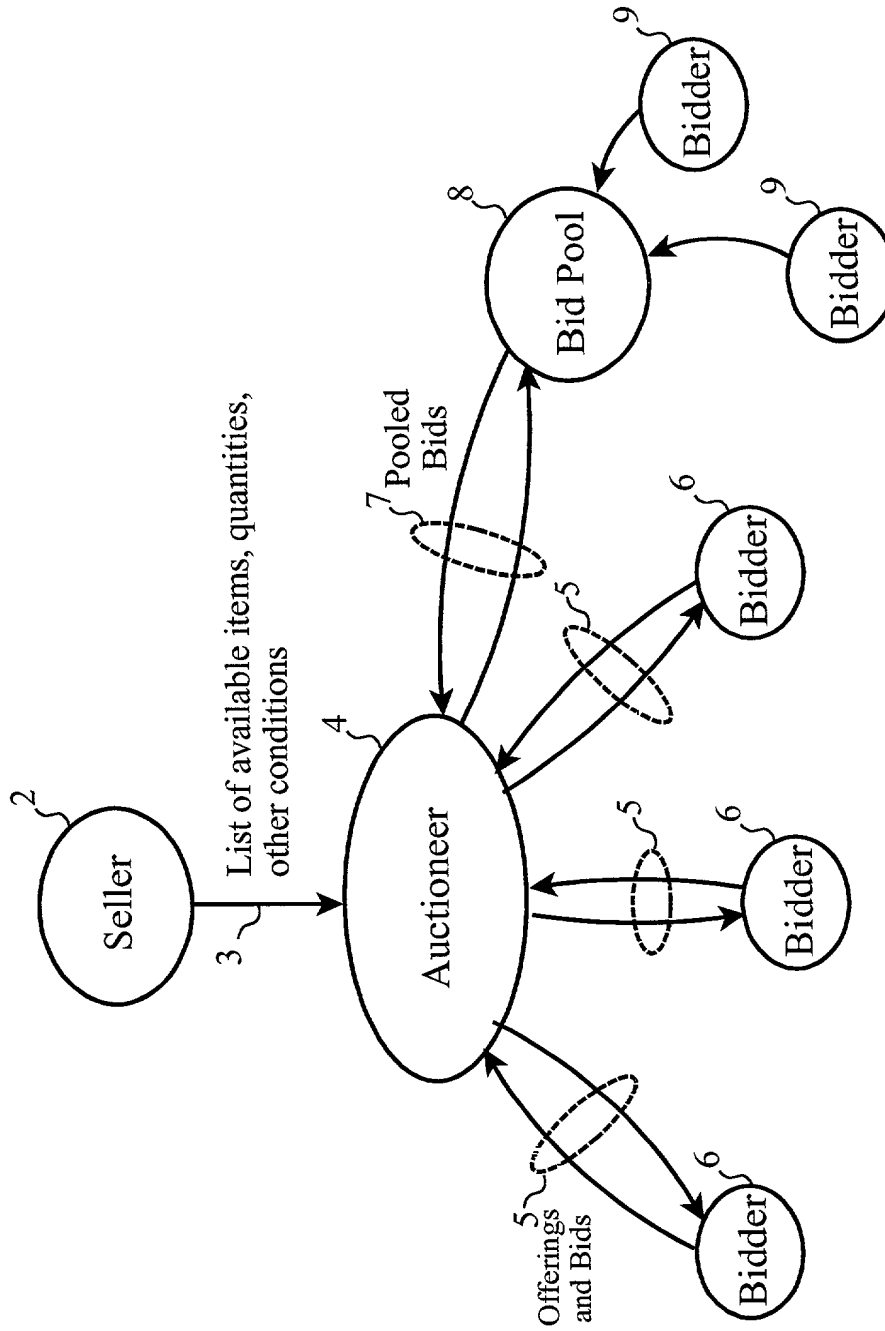 2
Seller
3
List of available items, quantities,
other conditions
4
Auctioneer
7
Pooled
Bids
8
Bid Pool
9
Bidder
9
Bidder
5
Offerings
and Bids
6
Bidder
5
6
Bidder
5
6
Bidder